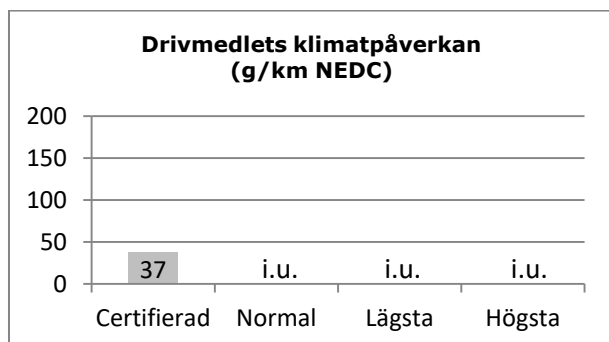 Drivmedlets klimatpåverkan
(g/km NEDC)
200
150
100
50
0
37 i.u. i.u. i.u.
Certifierad Normal Lägsta Högsta